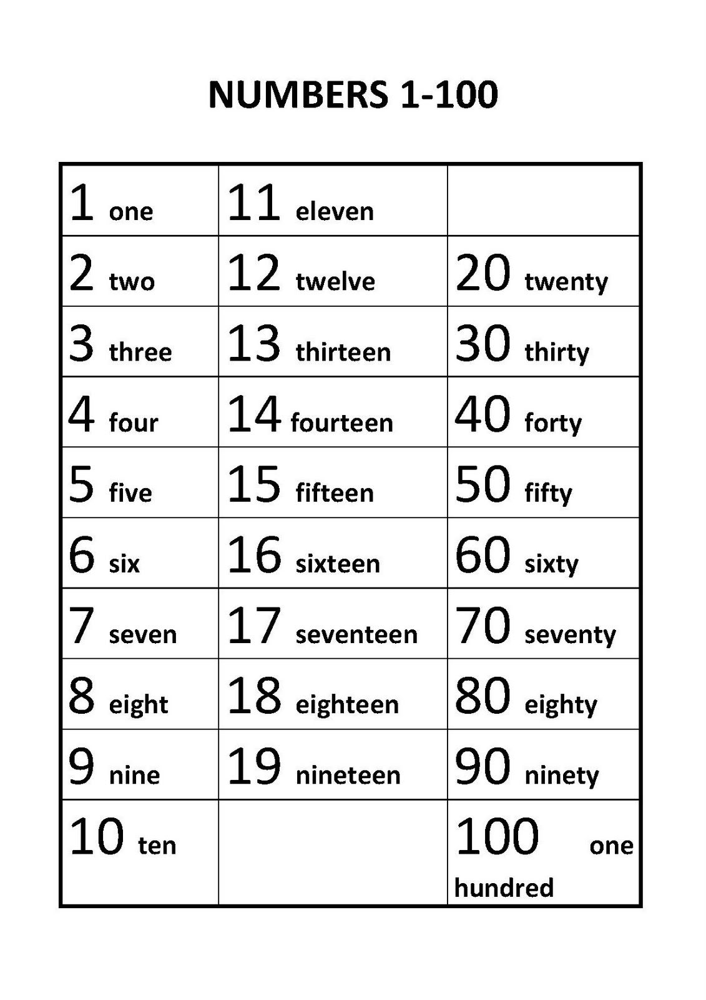 NUMBERS 1-100
1 one 11 eleven
2 two 12 twelve 20 twenty
3 three 13 thirteen 30 thirty
4 four 14 fourteen 40 forty
5 five 15 fifteen 50 fifty
6 six 16 sixteen 60 sixty
7 seven 17 seventeen 70 seventy
8 eight 18 eighteen 80 eighty
9 nine 19 nineteen 90 ninety
10 ten 100 one
hundred